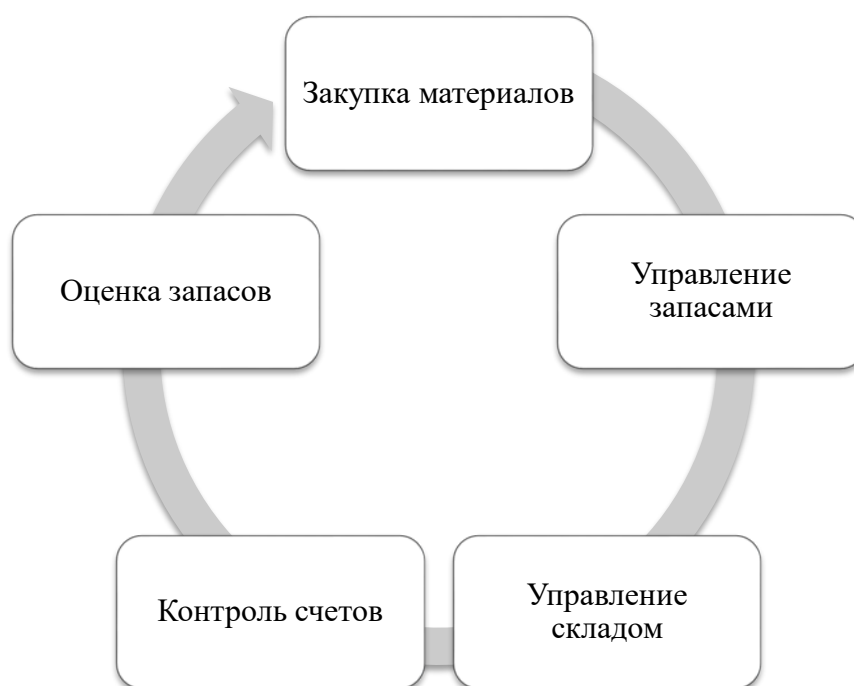 Закупка материалов
Управление
запасами
Управление
складом
Контроль счетов
Оценка запасов